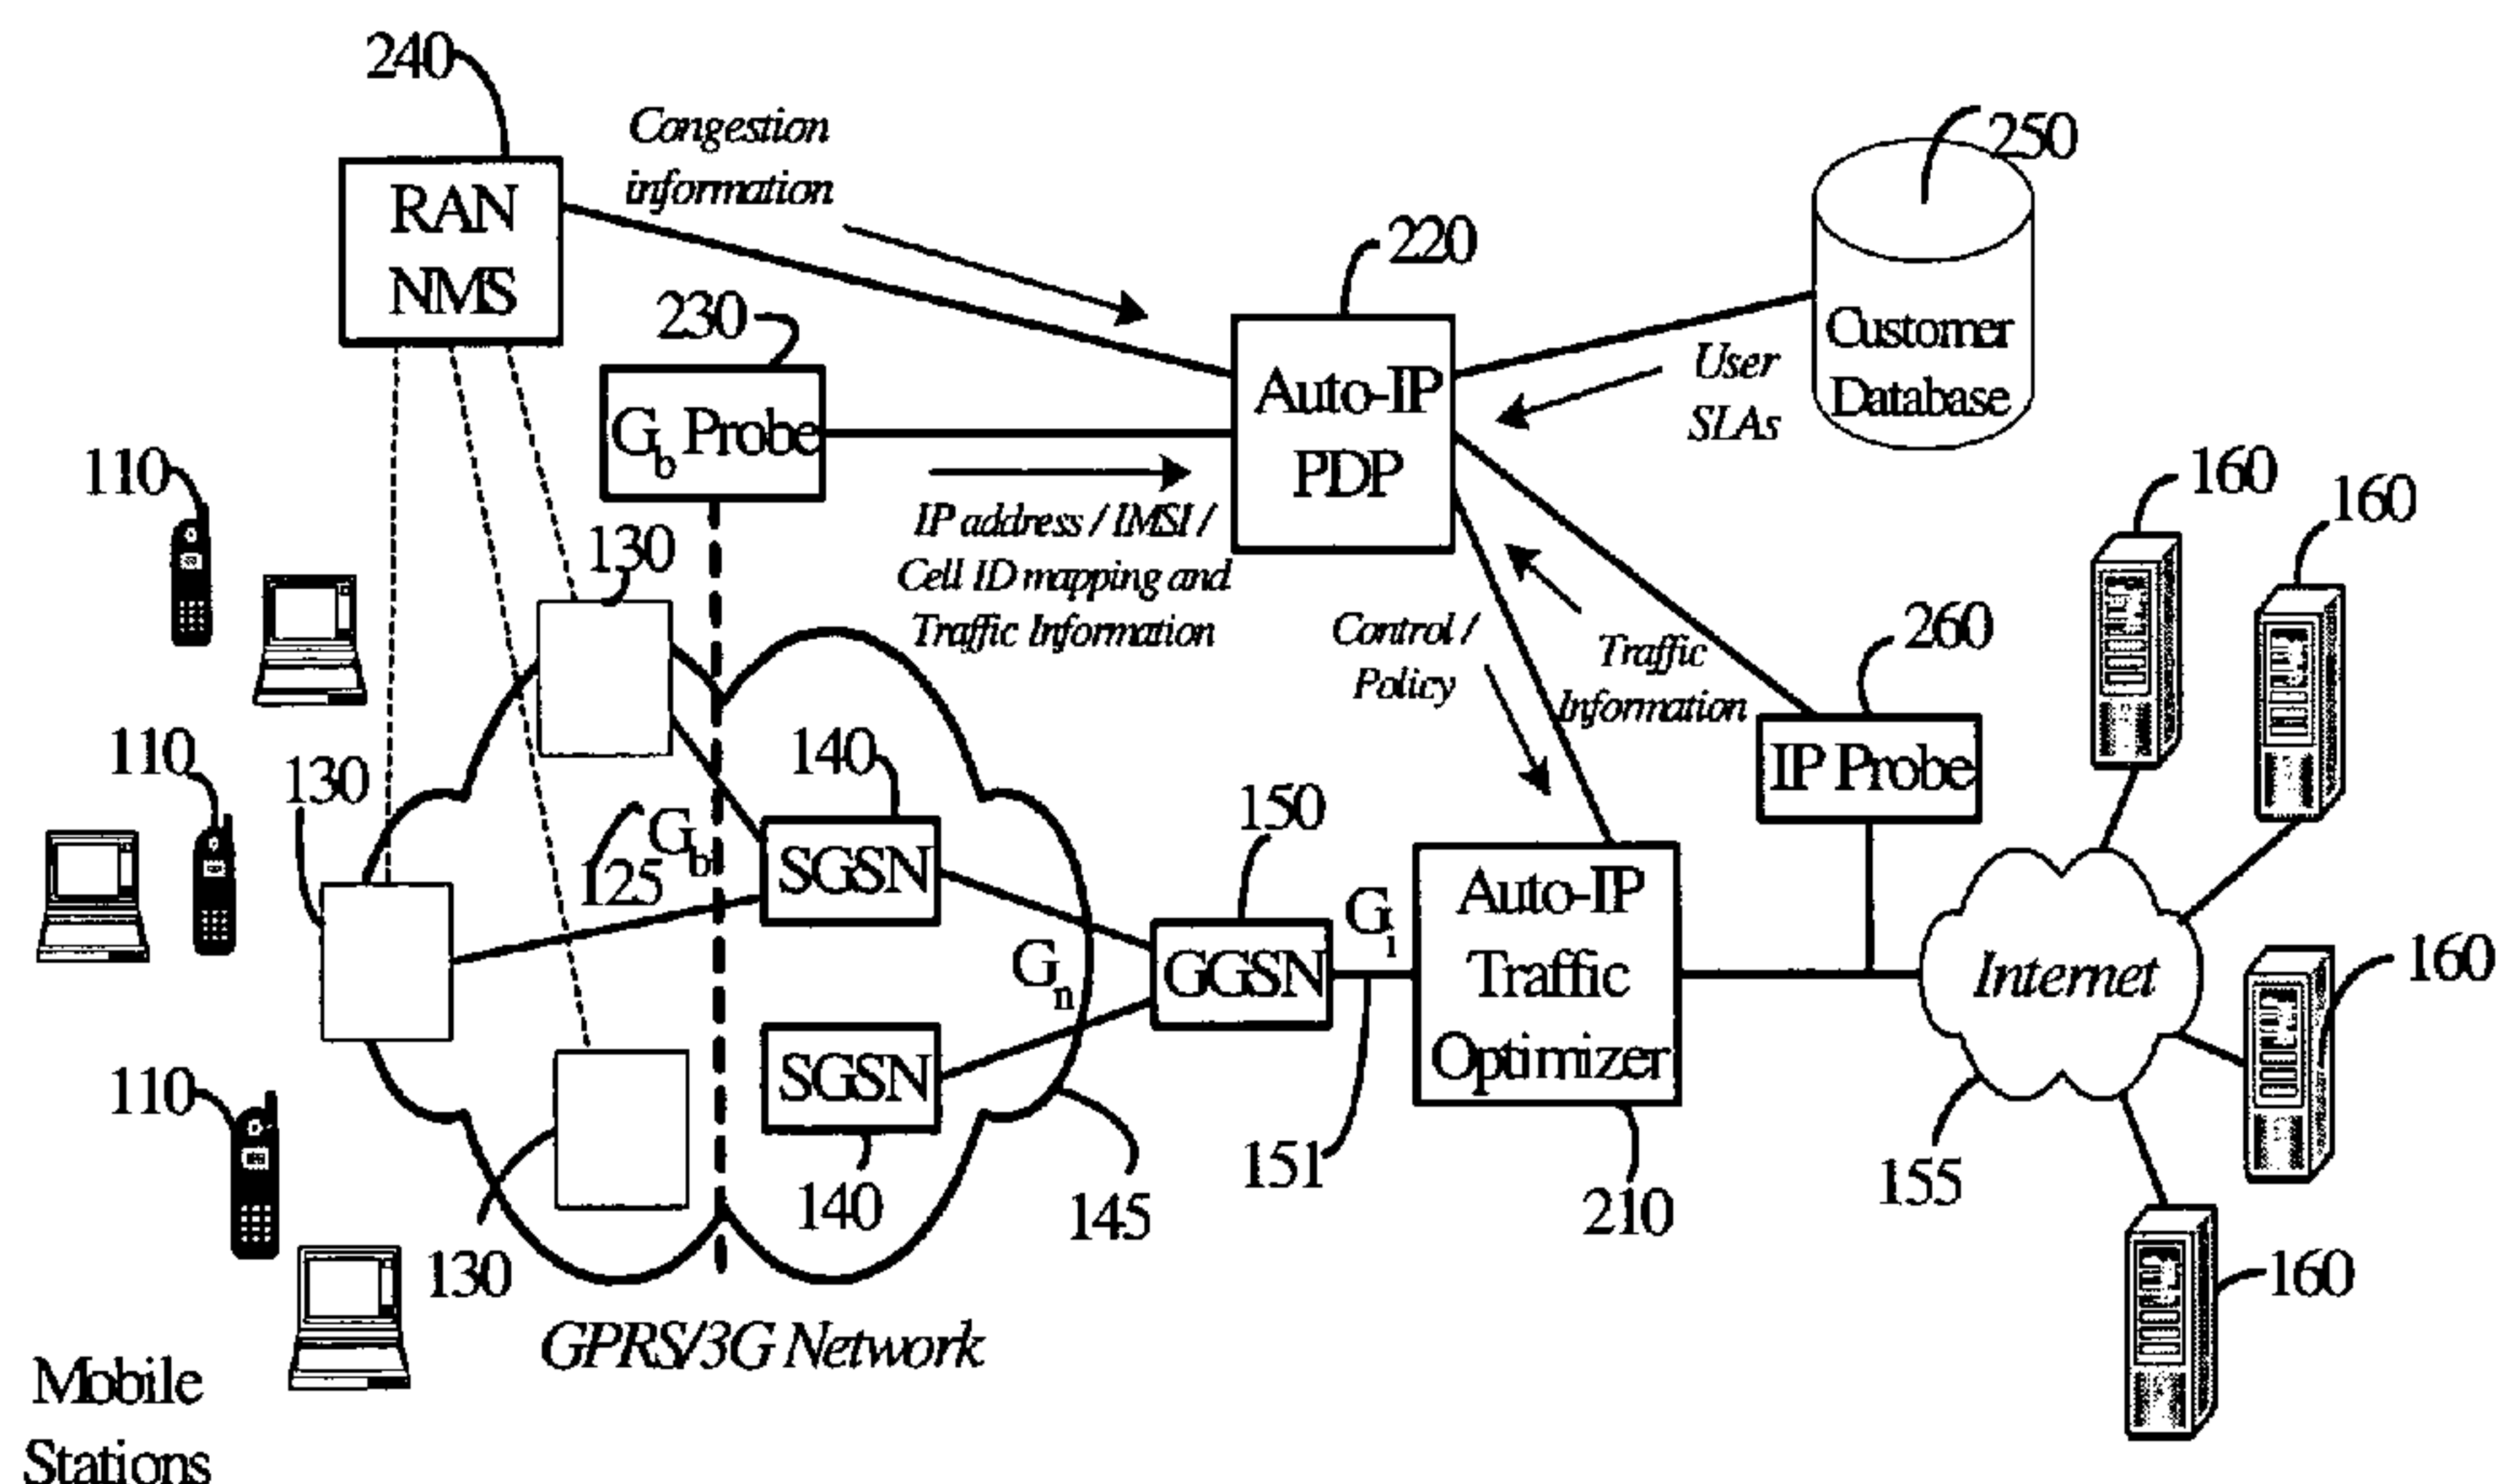 240
Congestion
information
250
RAN
NMS
220
230
Customer
Database
User
SLAs
Auto-IP
PDP
Gb Probe
110
160
160
IP address / IMSI /
Cell ID mapping and
Traffic Information
130
Control /
Policy
Traffic
Information
260
IP Probe
110
130
140
150
125
Gb
SGSN
Gn
GGSN
Gi
Auto-IP
Traffic
Optimizer
Internet
160
SGSN
110
140
145
151
210
155
130
160
GPRS/3G Network
Mobile
Stations